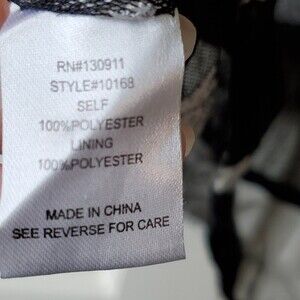 RN#130911
STYLE#10168
SELF
100%POLYESTER
LINING
100%POLYESTER
MADE IN CHINA
SEE REVERSE FOR CARE